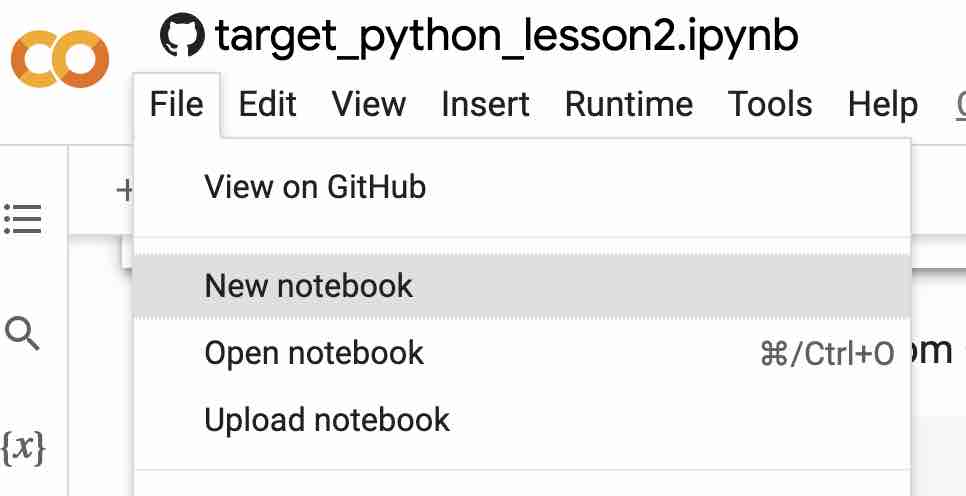 target_python_lesson2.ipynb
File Edit View Insert Runtime Tools Help
View on GitHub
New notebook
Open notebook ⌘/Ctrl+O
Upload notebook
{x}